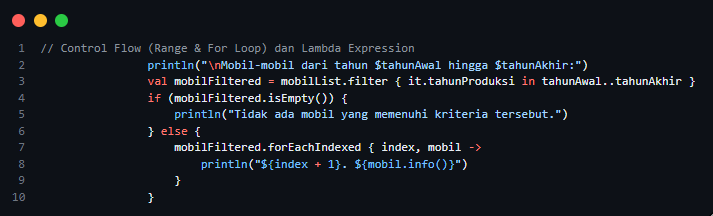 1 // Control Flow (Range & For Loop) dan Lambda Expression
2 println("\nMobil-mobil dari tahun $tahunAwal hingga $tahunAkhir:")
3 val mobilFiltered = mobilList.filter { it.tahunProduksi in tahunAwal..tahunAkhir }
4 if (mobilFiltered.isEmpty()) {
5 println("Tidak ada mobil yang memenuhi kriteria tersebut.")
6 } else {
7 mobilFiltered.forEachIndexed { index, mobil ->
8 println("${index + 1}. ${mobil.info()}")
9 }
10 }